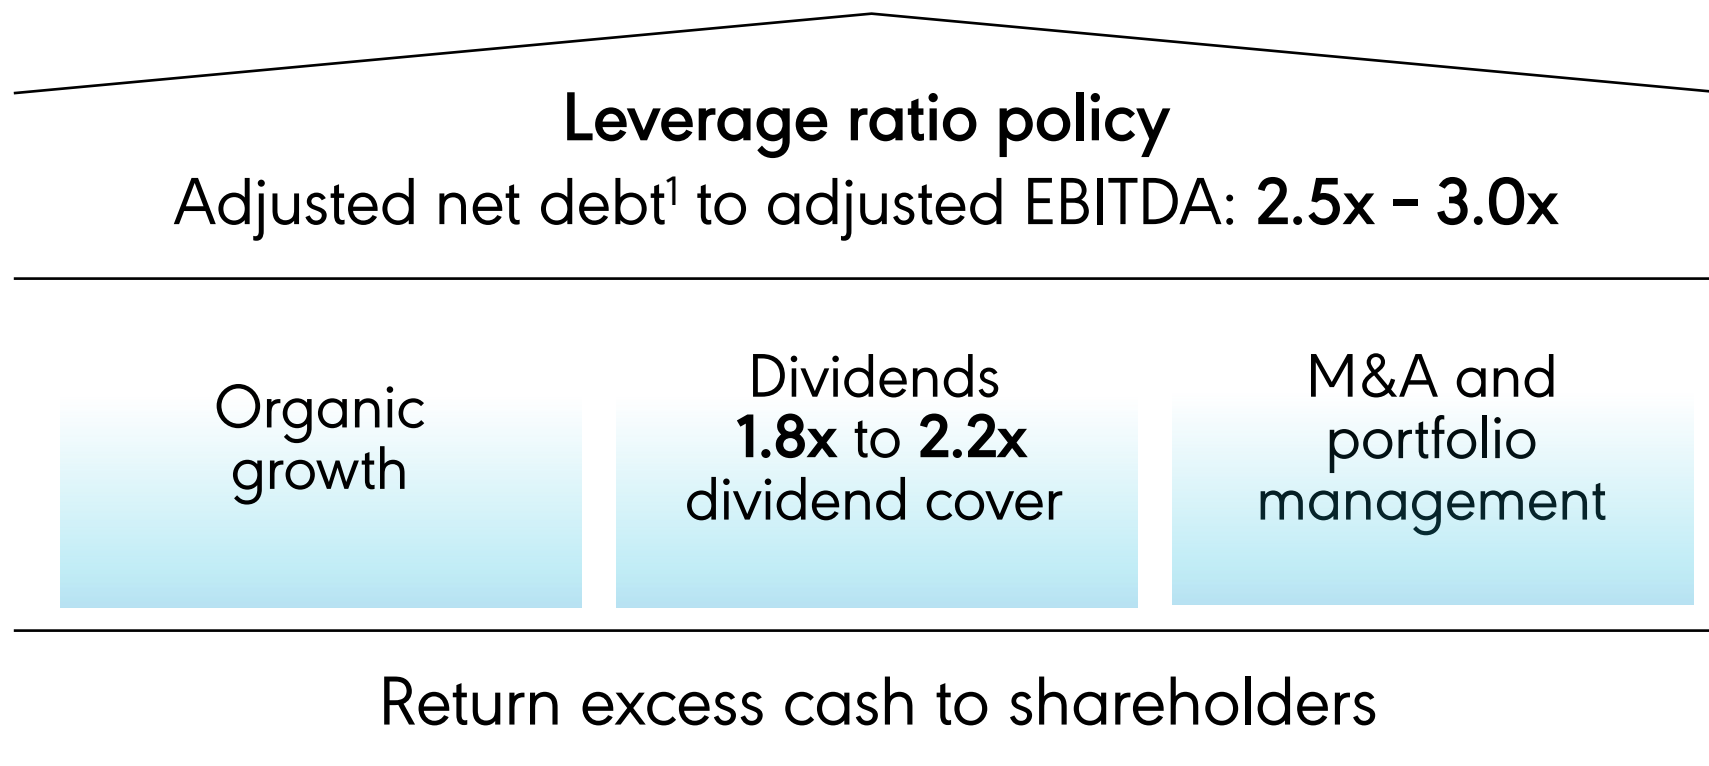 Leverage ratio policy
Adjusted net debt¹ to adjusted EBITDA: 2.5x – 3.0x
Organic
growth
Dividends
1.8x to 2.2x
dividend cover
M&A and
portfolio
management
Return excess cash to shareholders